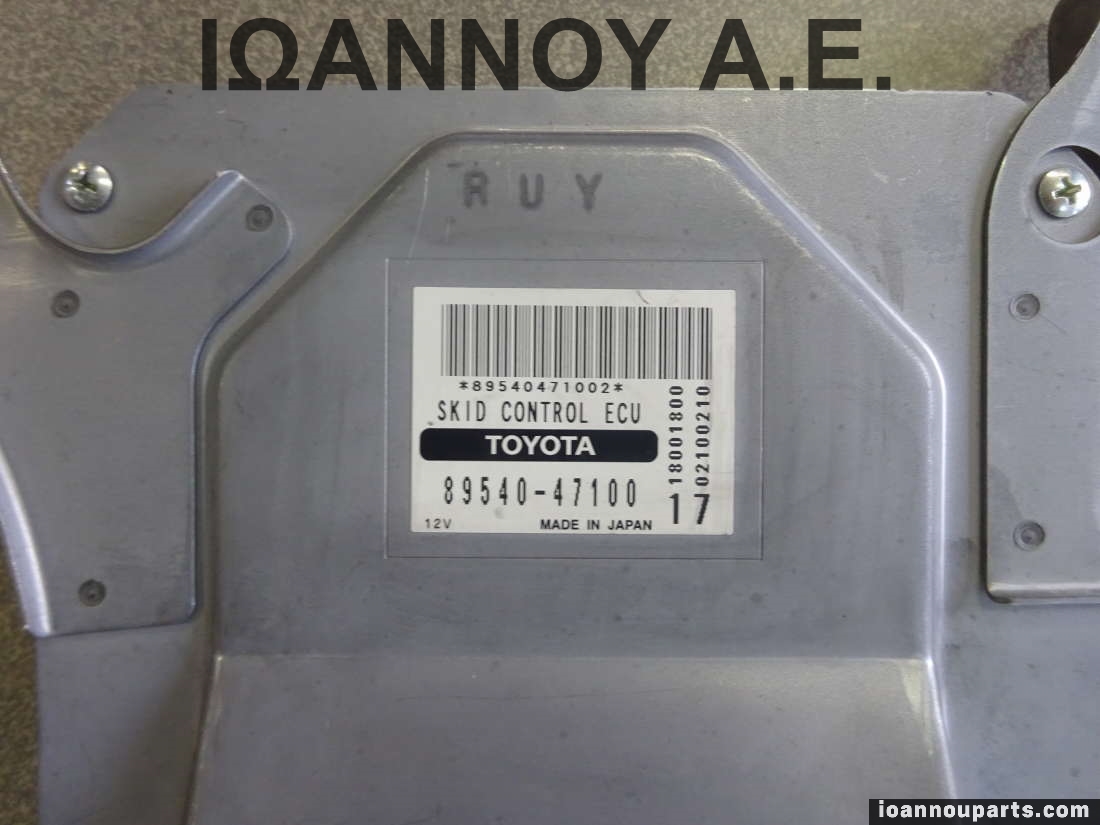 ΙΩΑΝΝΟΥ Α.Ε.
RUY
*89540471002*
SKID CONTROL ECU
TOYOTA
89540-47100
12V MADE IN JAPAN
18001800
02100210
17
ioannouparts.com